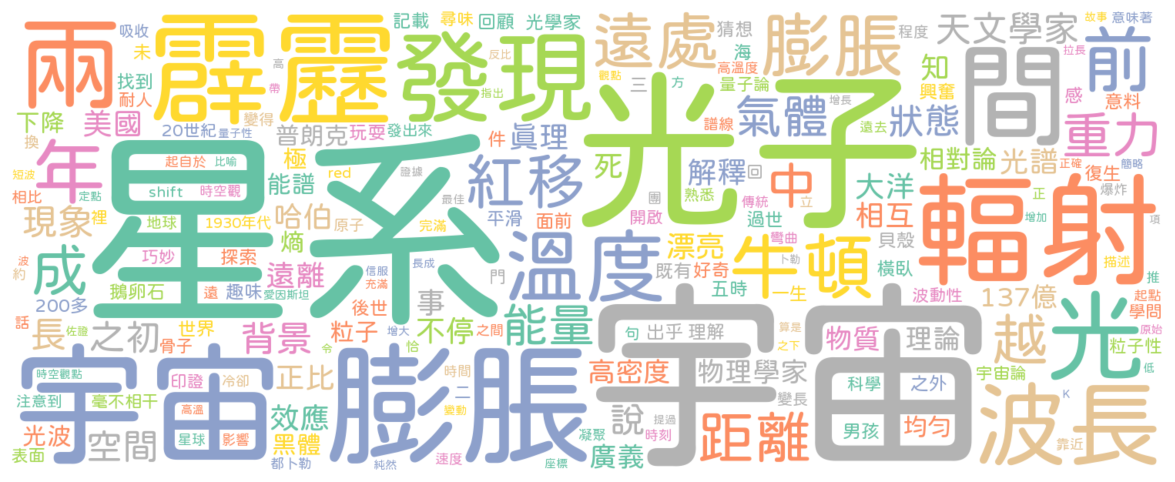 兩
霹靂
發現
遠處
膨脹
天文學家
間
前
吸收
未
找到
耐人
記載
尋味
回顧
光學家
反比
指出
猜想
海
程度
知
興奮
故事
意味著
拉長
意料
感
重力
高溫度
觀點
方
三
量子論
增長
遠去
譜線
氣體
狀態
下降
美國
20世紀
量子性
變得
高
帶
普朗克
玩耍
發出來
件
眞理
換
年
起自於
比喻
極
能譜
red
證據
shift
時空觀
短波
定點
相比
星系
光子
紅移
平滑
最佳
面前
死
團
熟悉
開啟
傳統
過世
解釋
回
中
立
大洋
相互
相對論
光譜
正確
簡略
復生
爆炸
正
增加
項
輻射
現象
裡
地球
1930年代
哈伯
原子
完滿
熵
成
波
約
巧妙
探索
遠離
溫度
漂亮
既有
好奇
牛頓
彎曲
卜勒
貝殼
橫臥
描述
推
200多
鵝卵石
遠
趣味
愛因斯坦
信服
充滿
長成
門
五時
一生
波動性
137億
起點
學問
話
長
佐證
之初
世界
骨子
背景
後世
粒子
事
增大
不停
之間
能量
恰
令
句
出乎
理解
算是
之下
物質
理論
越
光
原始
粒子性
低
宇宙膨脹
宇宙
時空觀點
注意到
毫不相干
印證
冷卻
高溫
正比
時間
二
高密度
物理學家
變長
宇宙論
科學
之外
K
波長
光波
表面
空間
星球
影響
效應
黑體
都卜勒
純然
變動
速度
凝聚
座標
說
提過
時刻
廣義
距離
男孩
均勻
靠近